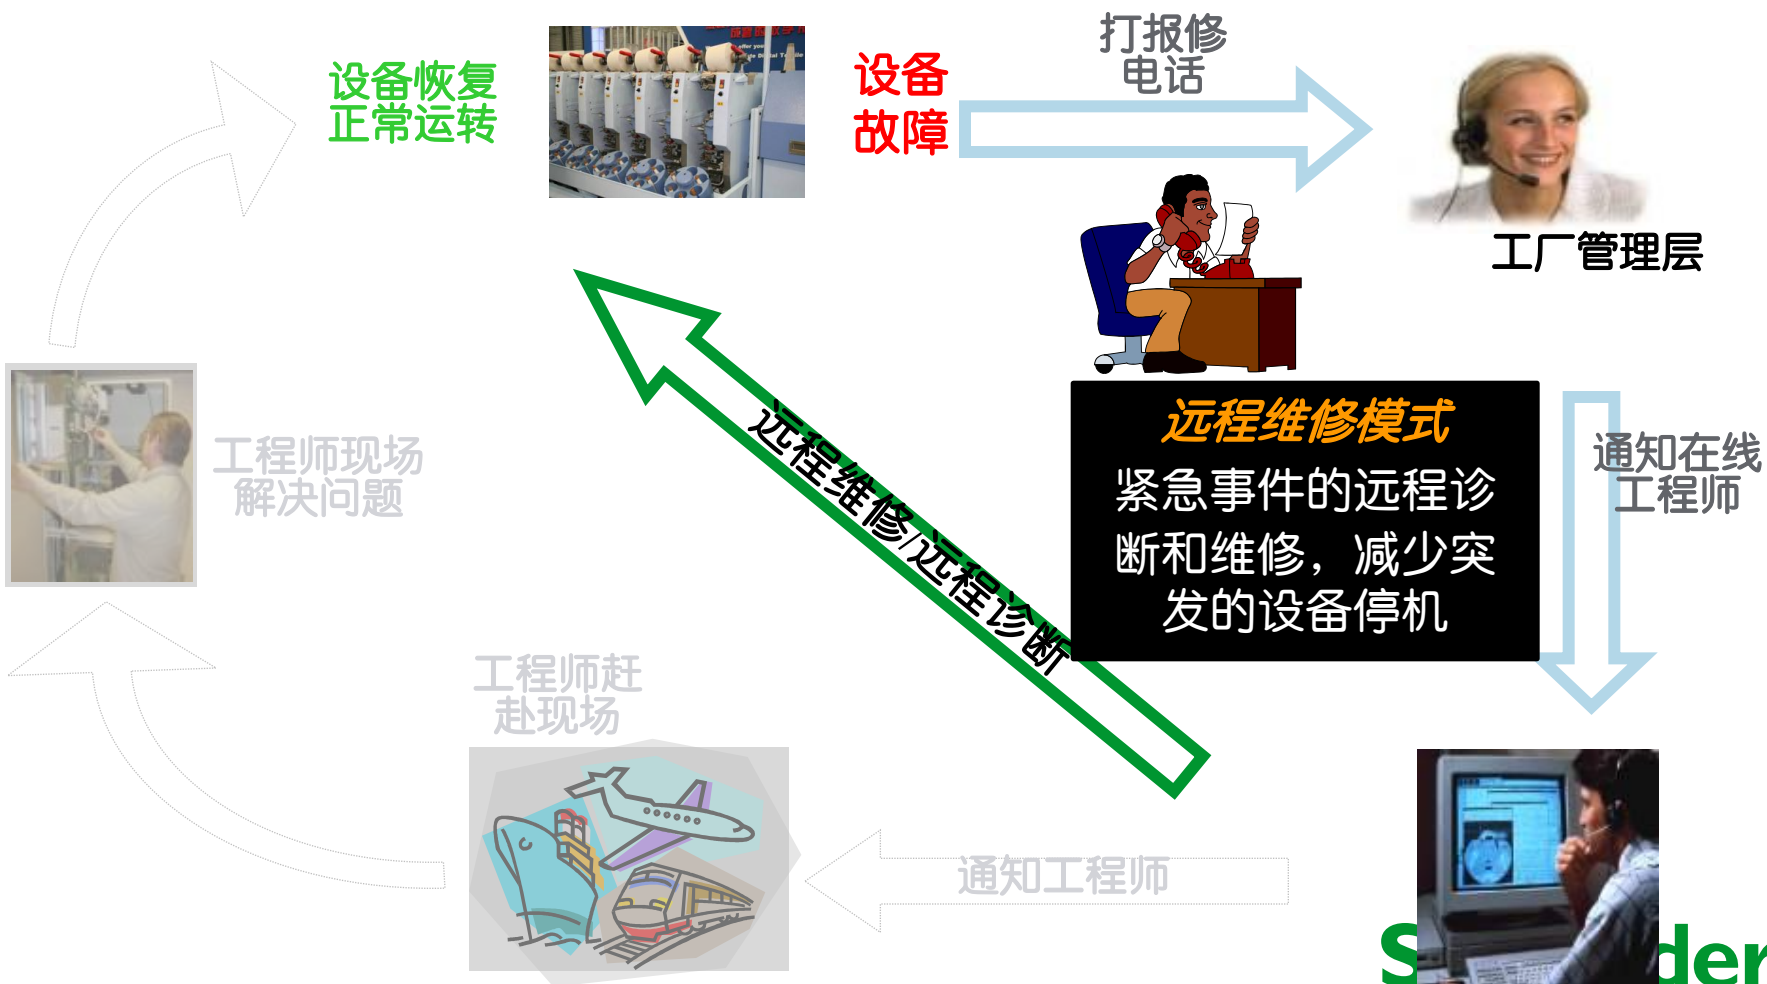 设备恢复
正常运转
设备
故障
打报修
电话
工厂管理层
远程维修模式
紧急事件的远程诊
断和维修，减少突
发的设备停机
通知在线
工程师
远程维修/远程诊断
工程师现场
解决问题
工程师赶
赴现场
通知工程师